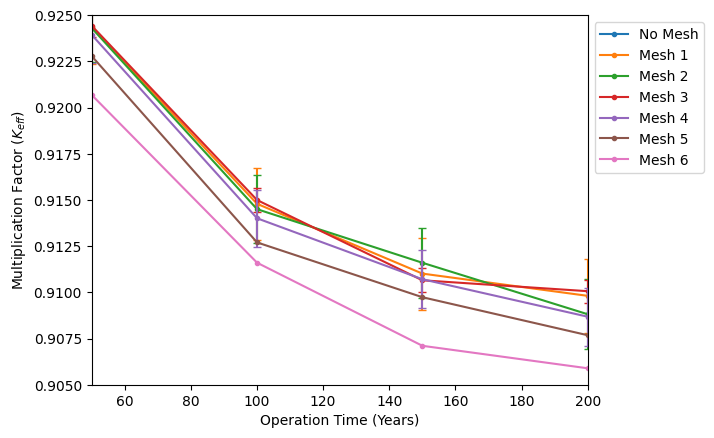 0.9250
0.9225
0.9200
0.9175
0.9150
0.9125
0.9100
0.9075
0.9050
Multiplication Factor (K_eff)
60 80 100 120 140 160 180 200
Operation Time (Years)
No Mesh
Mesh 1
Mesh 2
Mesh 3
Mesh 4
Mesh 5
Mesh 6